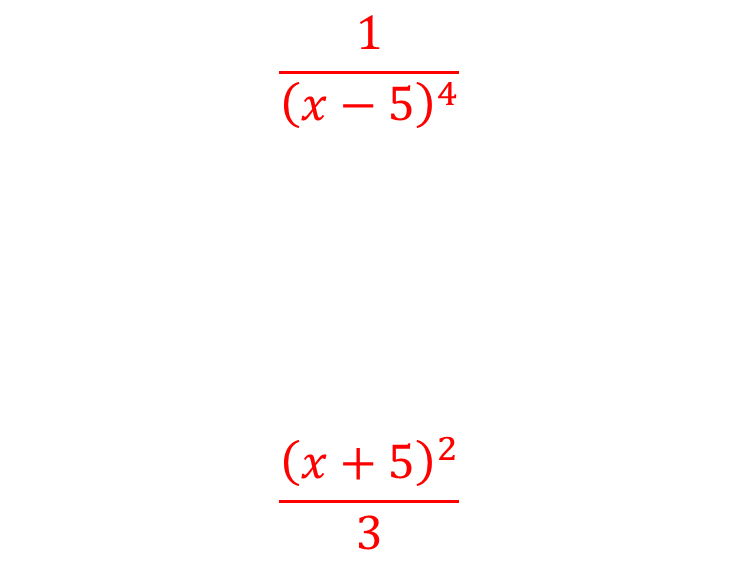 1
(x − 5)⁴
(x + 5)²
3